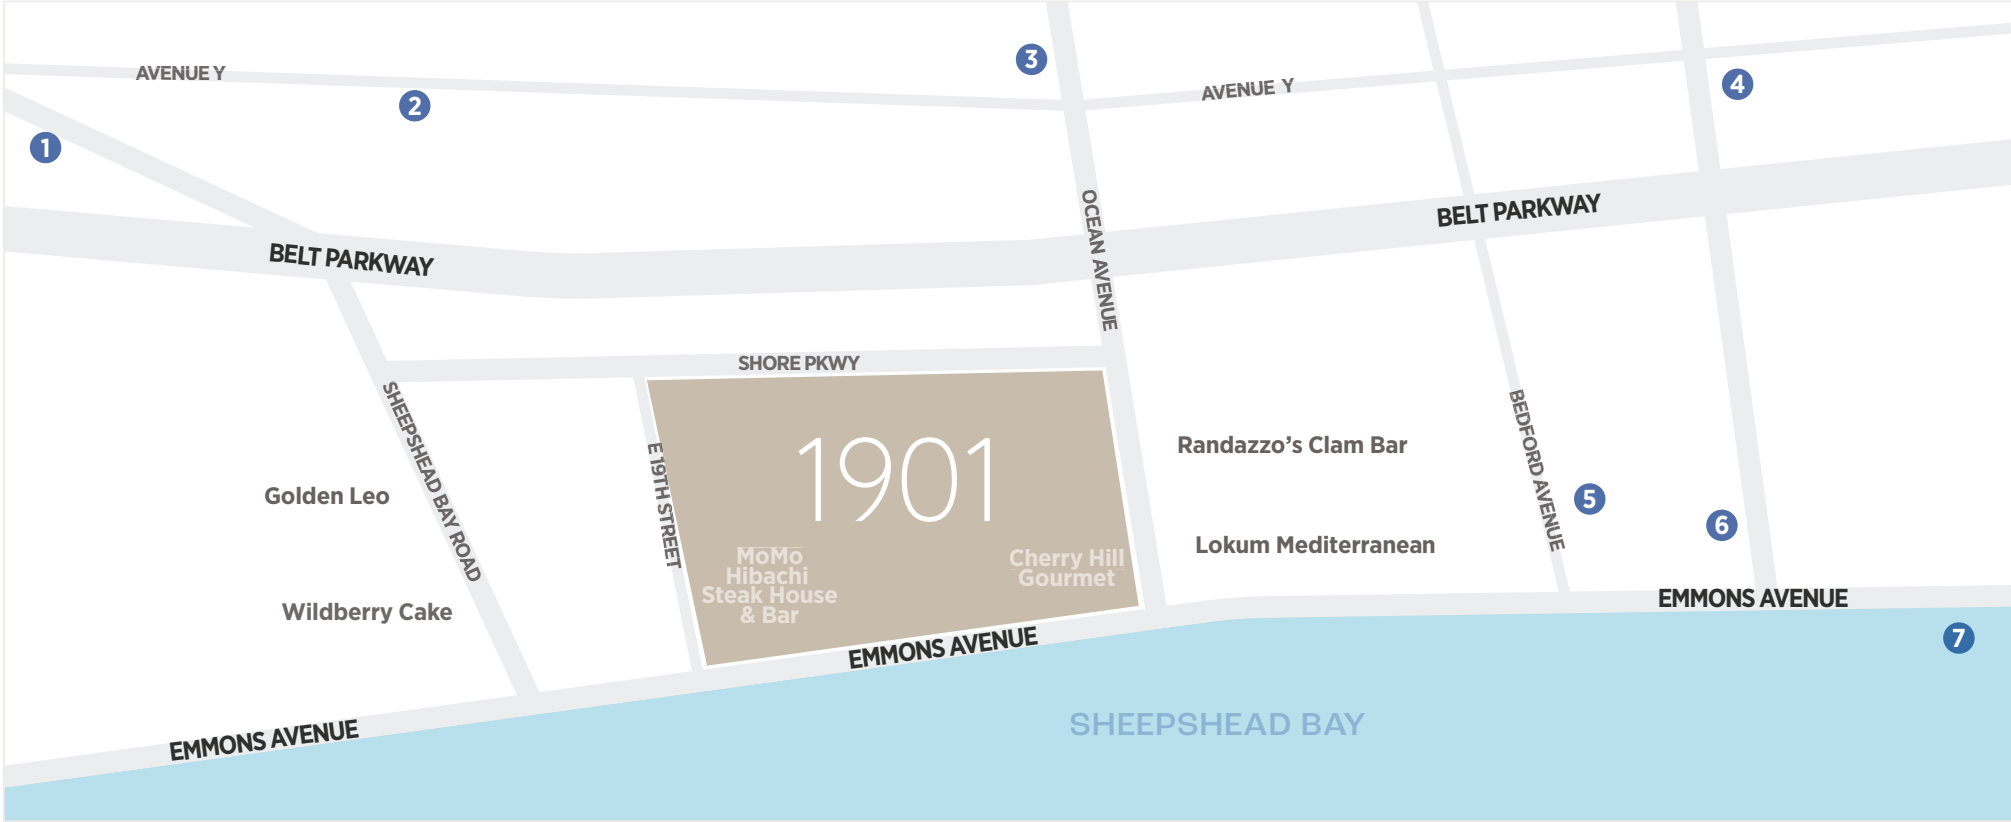 3
AVENUE Y
4
AVENUE Y
2
1
BELT PARKWAY
OCEAN AVENUE
BELT PARKWAY
SHORE PKWY
SHEEPSHEAD BAY ROAD
E 19TH STREET
1901
Randazzo’s Clam Bar
BEDFORD AVENUE
Golden Leo
5
6
MoMo
Hibachi
Steak House
& Bar
Cherry Hill
Gourmet
Lokum Mediterranean
Wildberry Cake
EMMONS AVENUE
EMMONS AVENUE
7
EMMONS AVENUE
SHEEPSHEAD BAY